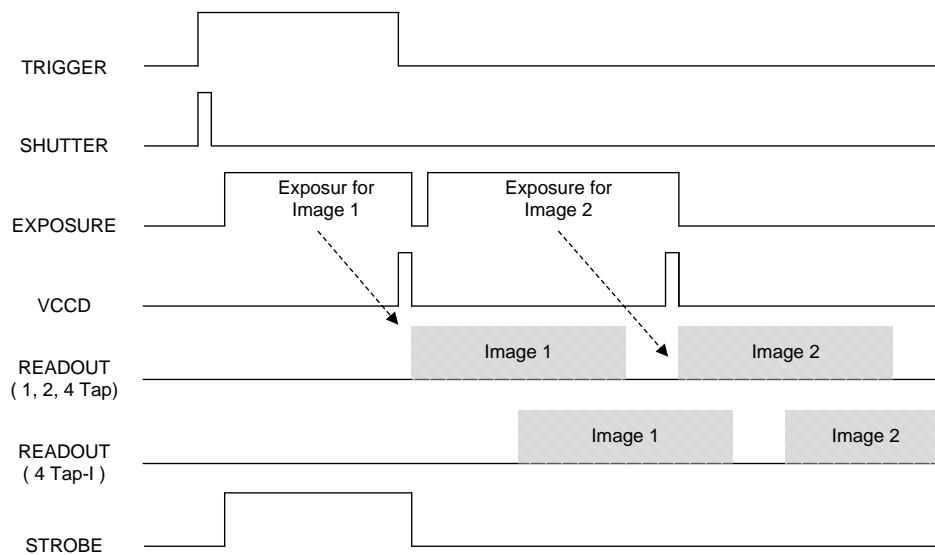 TRIGGER
SHUTTER
EXPOSURE
Exposur for
Image 1
Exposure for
Image 2
VCCD
READOUT
( 1, 2, 4 Tap)
Image 1
Image 2
READOUT
( 4 Tap-I )
Image 1
Image 2
STROBE